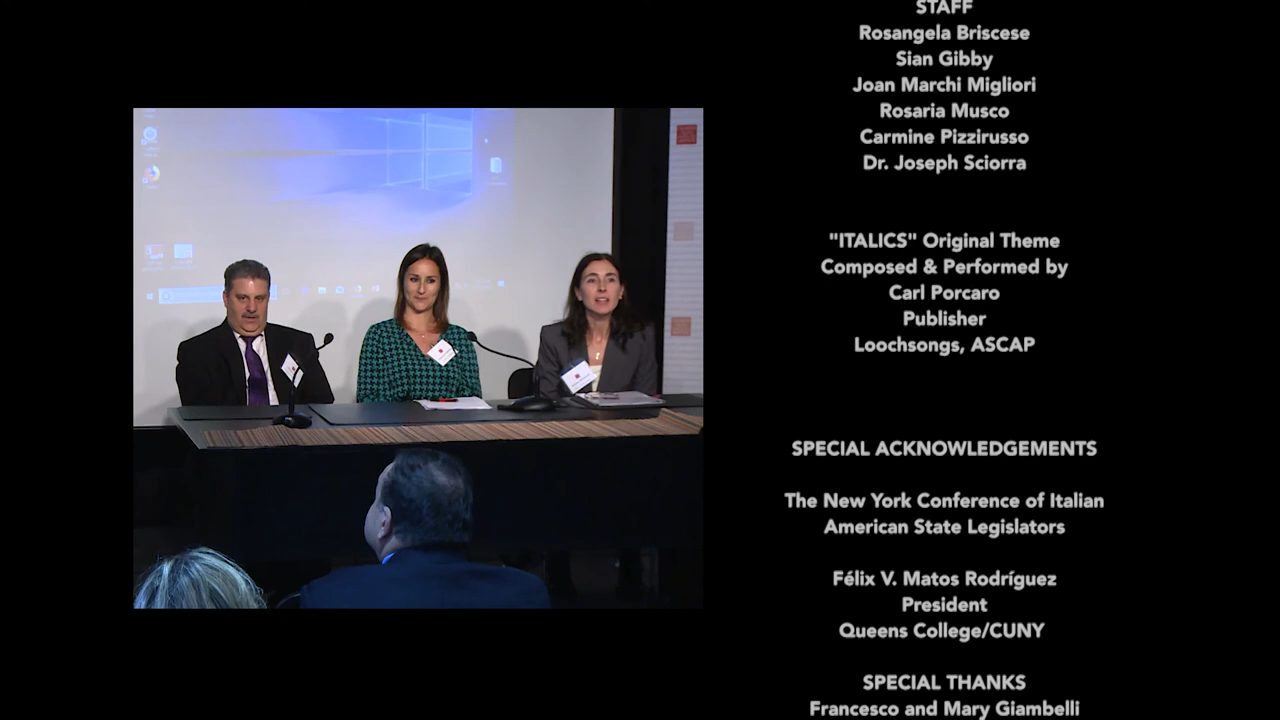 STAFF
Rosangela Briscese
Sian Gibby
Joan Marchi Migliori
Rosaria Musco
Carmine Pizzirusso
Dr. Joseph Sciorra
"ITALICS" Original Theme
Composed & Performed by
Carl Porcaro
Publisher
Loochsongs, ASCAP
SPECIAL ACKNOWLEDGEMENTS
The New York Conference of Italian
American State Legislators
Félix V. Matos Rodríguez
President
Queens College/CUNY
SPECIAL THANKS
Francesco and Mary Giambelli